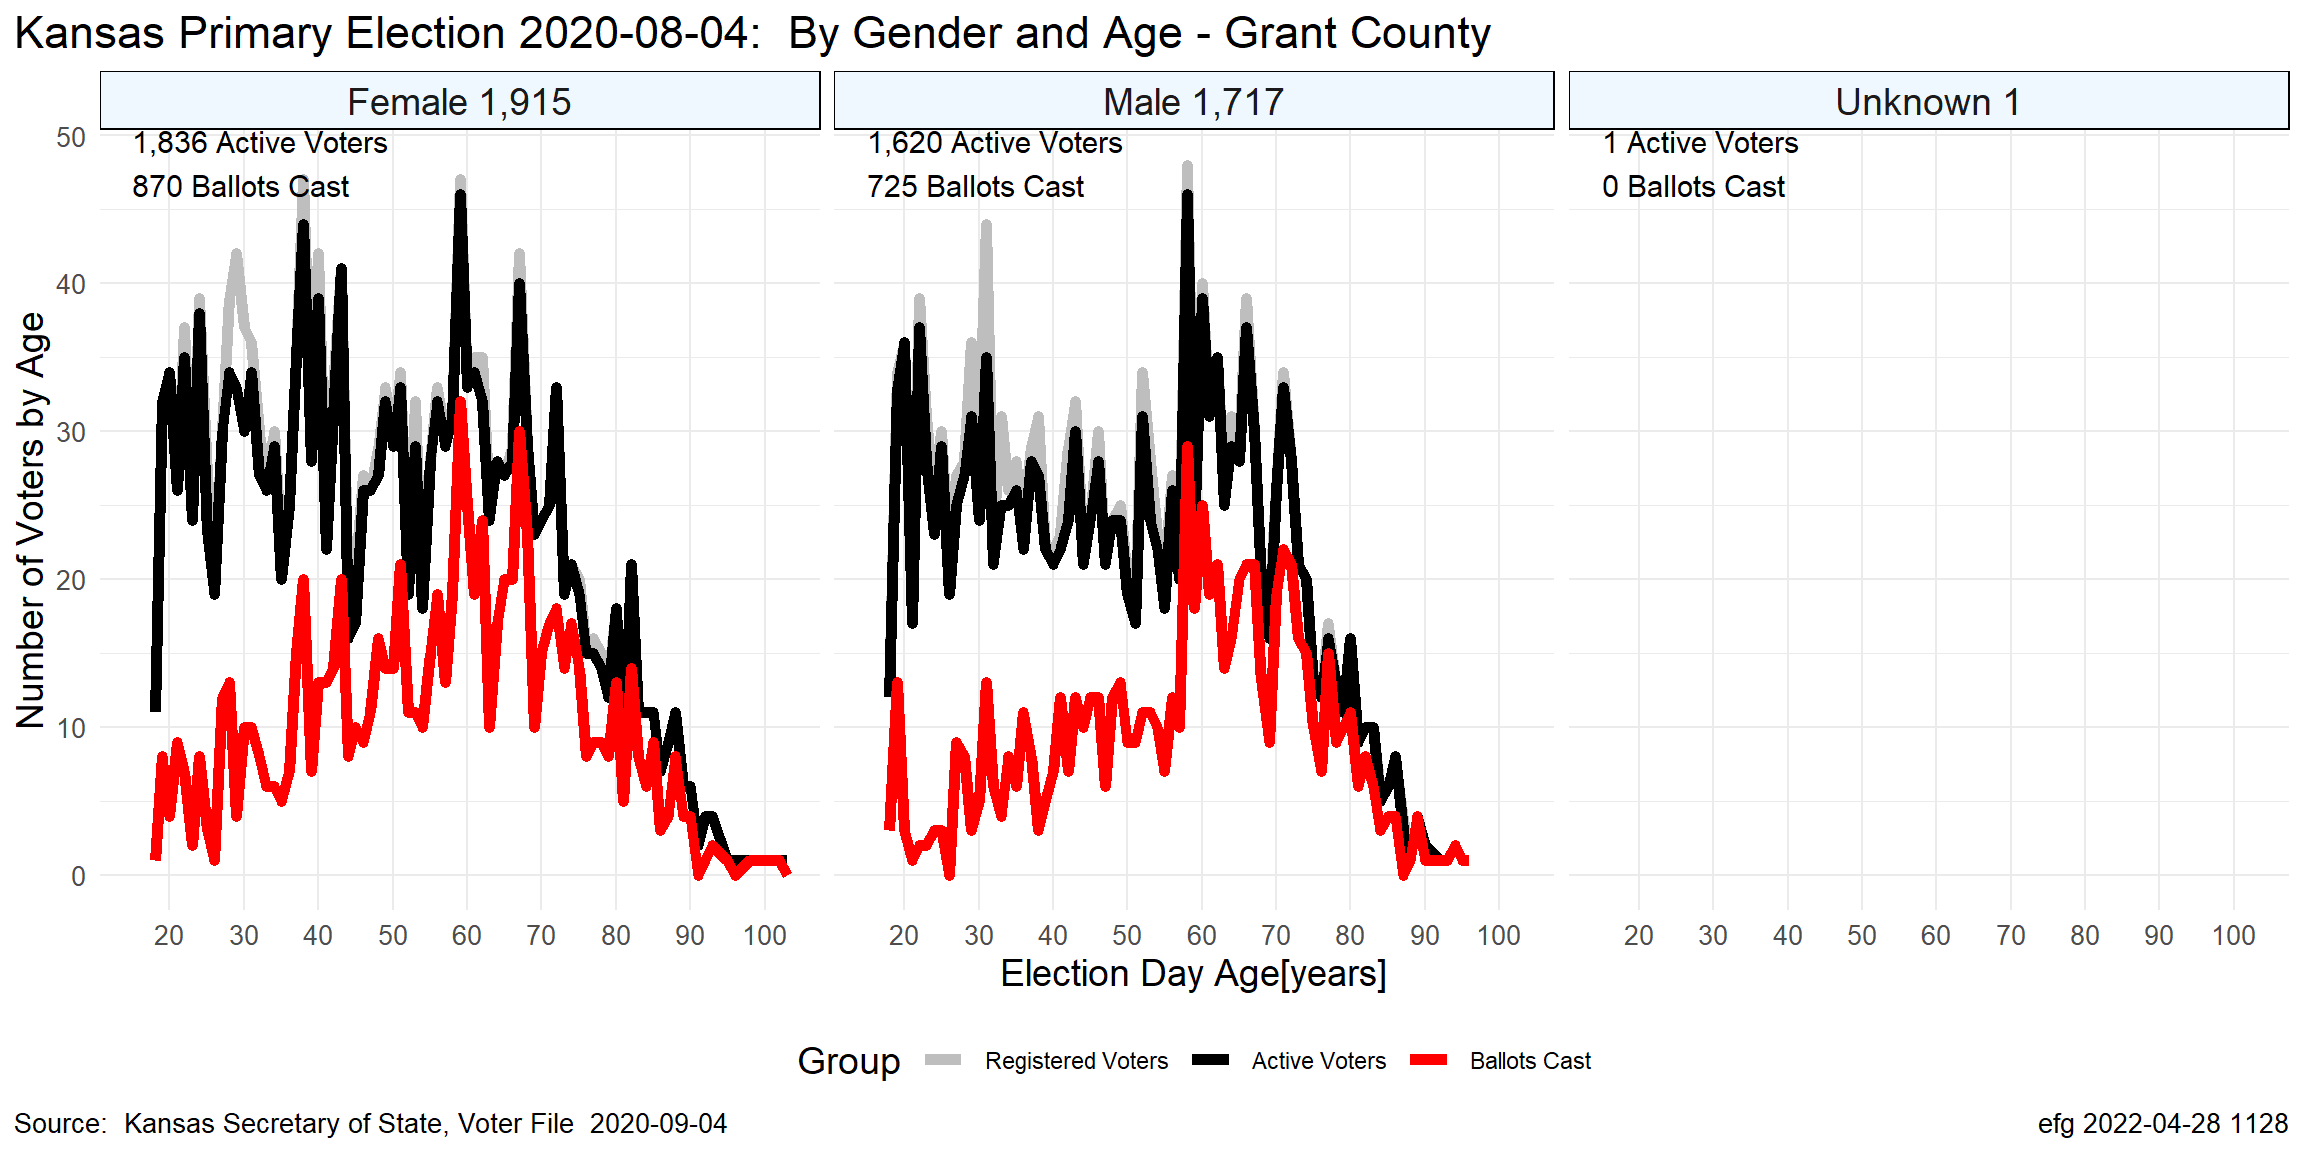 Kansas Primary Election 2020-08-04:  By Gender and Age - Grant County
Female 1,915
Male 1,717
Unknown 1
1,836 Active Voters
870 Ballots Cast
1,620 Active Voters
725 Ballots Cast
1 Active Voters
0 Ballots Cast
Number of Voters by Age
50
40
30
20
10
0
20 30 40 50 60 70 80 90 100
20 30 40 50 60 70 80 90 100
20 30 40 50 60 70 80 90 100
Election Day Age[years]
Group Registered Voters Active Voters Ballots Cast
Source:  Kansas Secretary of State, Voter File  2020-09-04
efg 2022-04-28 1128